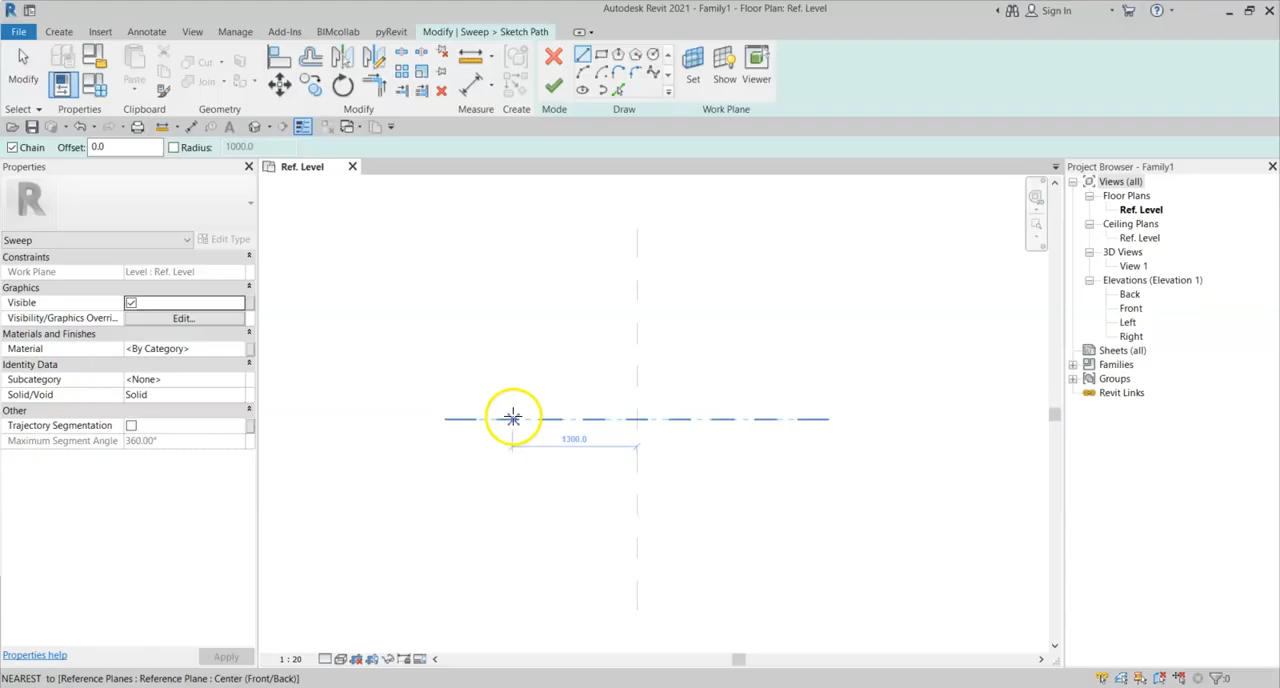 Autodesk Revit 2021 - Family1 - Floor Plan: Ref. Level
Sign In
File Create Insert Annotate View Manage Add-Ins BIMcollab pyRevit Modify | Sweep > Sketch Path
Modify Paste Cut Join Set Show Viewer
Select Properties Clipboard Geometry Modify Measure Create Mode Draw Work Plane
Chain Offset: 0.0 Radius: 1000.0
Properties
Ref. Level
Project Browser - Family1
Sweep Edit Type
Constraints
Work Plane Level : Ref. Level
Graphics
Visible
Visibility/Graphics Overri... Edit...
Materials and Finishes
Material <By Category>
Identity Data
Subcategory <None>
Solid/Void Solid
Other
Trajectory Segmentation
Maximum Segment Angle 360.00°
1300.0
Views (all)
Floor Plans
Ref. Level
Ceiling Plans
Ref. Level
3D Views
View 1
Elevations (Elevation 1)
Back
Front
Left
Right
Sheets (all)
Families
Groups
Revit Links
Properties help Apply
1 : 20
NEAREST to [Reference Planes : Reference Plane : Center (Front/Back)]
:0